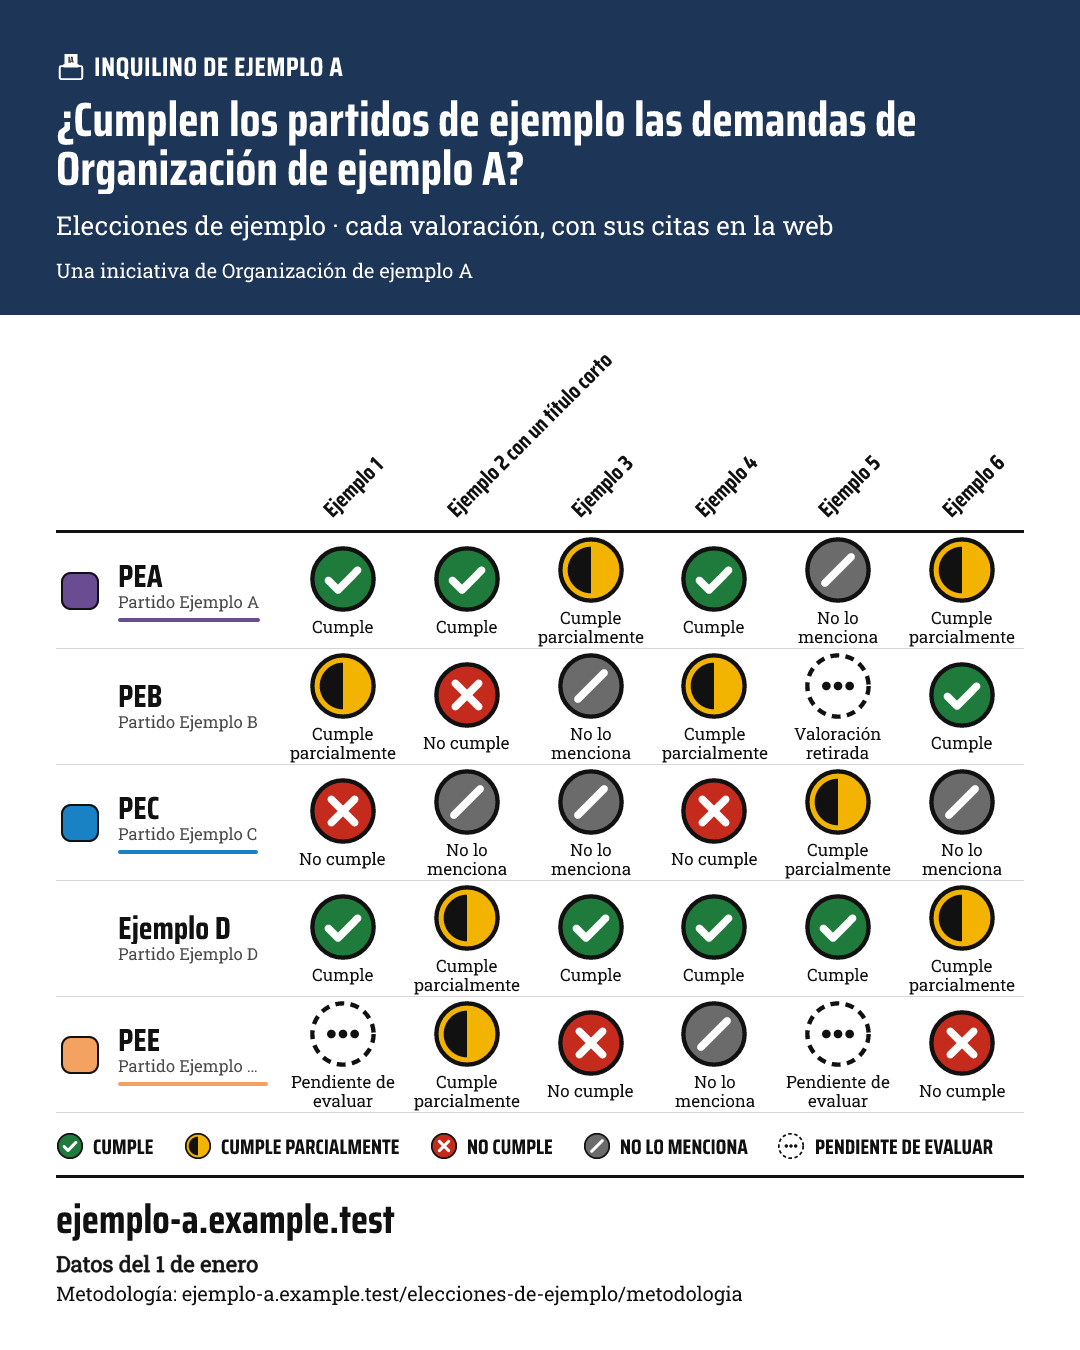 INQUILINO DE EJEMPLO A
¿Cumplen los partidos de ejemplo las demandas de
Organización de ejemplo A?
Elecciones de ejemplo · cada valoración, con sus citas en la web
Una iniciativa de Organización de ejemplo A
Ejemplo 1
Ejemplo 2 con un título corto
Ejemplo 3
Ejemplo 4
Ejemplo 5
Ejemplo 6
PEA
Partido Ejemplo A
Cumple
Cumple
Cumple
parcialmente
Cumple
No lo
menciona
Cumple
parcialmente
PEB
Partido Ejemplo B
Cumple
parcialmente
No cumple
No lo
menciona
Cumple
parcialmente
Valoración
retirada
Cumple
PEC
Partido Ejemplo C
No cumple
No lo
menciona
No lo
menciona
No cumple
Cumple
parcialmente
No lo
menciona
Ejemplo D
Partido Ejemplo D
Cumple
Cumple
parcialmente
Cumple
Cumple
Cumple
Cumple
parcialmente
PEE
Partido Ejemplo ...
Pendiente de
evaluar
Cumple
parcialmente
No cumple
No lo
menciona
Pendiente de
evaluar
No cumple
CUMPLE
CUMPLE PARCIALMENTE
NO CUMPLE
NO LO MENCIONA
PENDIENTE DE EVALUAR
ejemplo-a.example.test
Datos del 1 de enero
Metodología: ejemplo-a.example.test/elecciones-de-ejemplo/metodologia